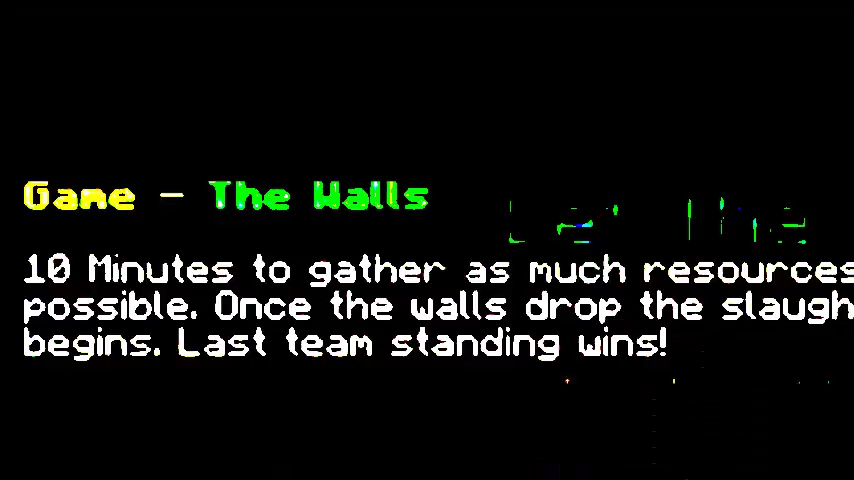 Game - The Walls
10 Minutes to gather as much resources
possible. Once the walls drop the slaugh
begins. Last team standing wins!